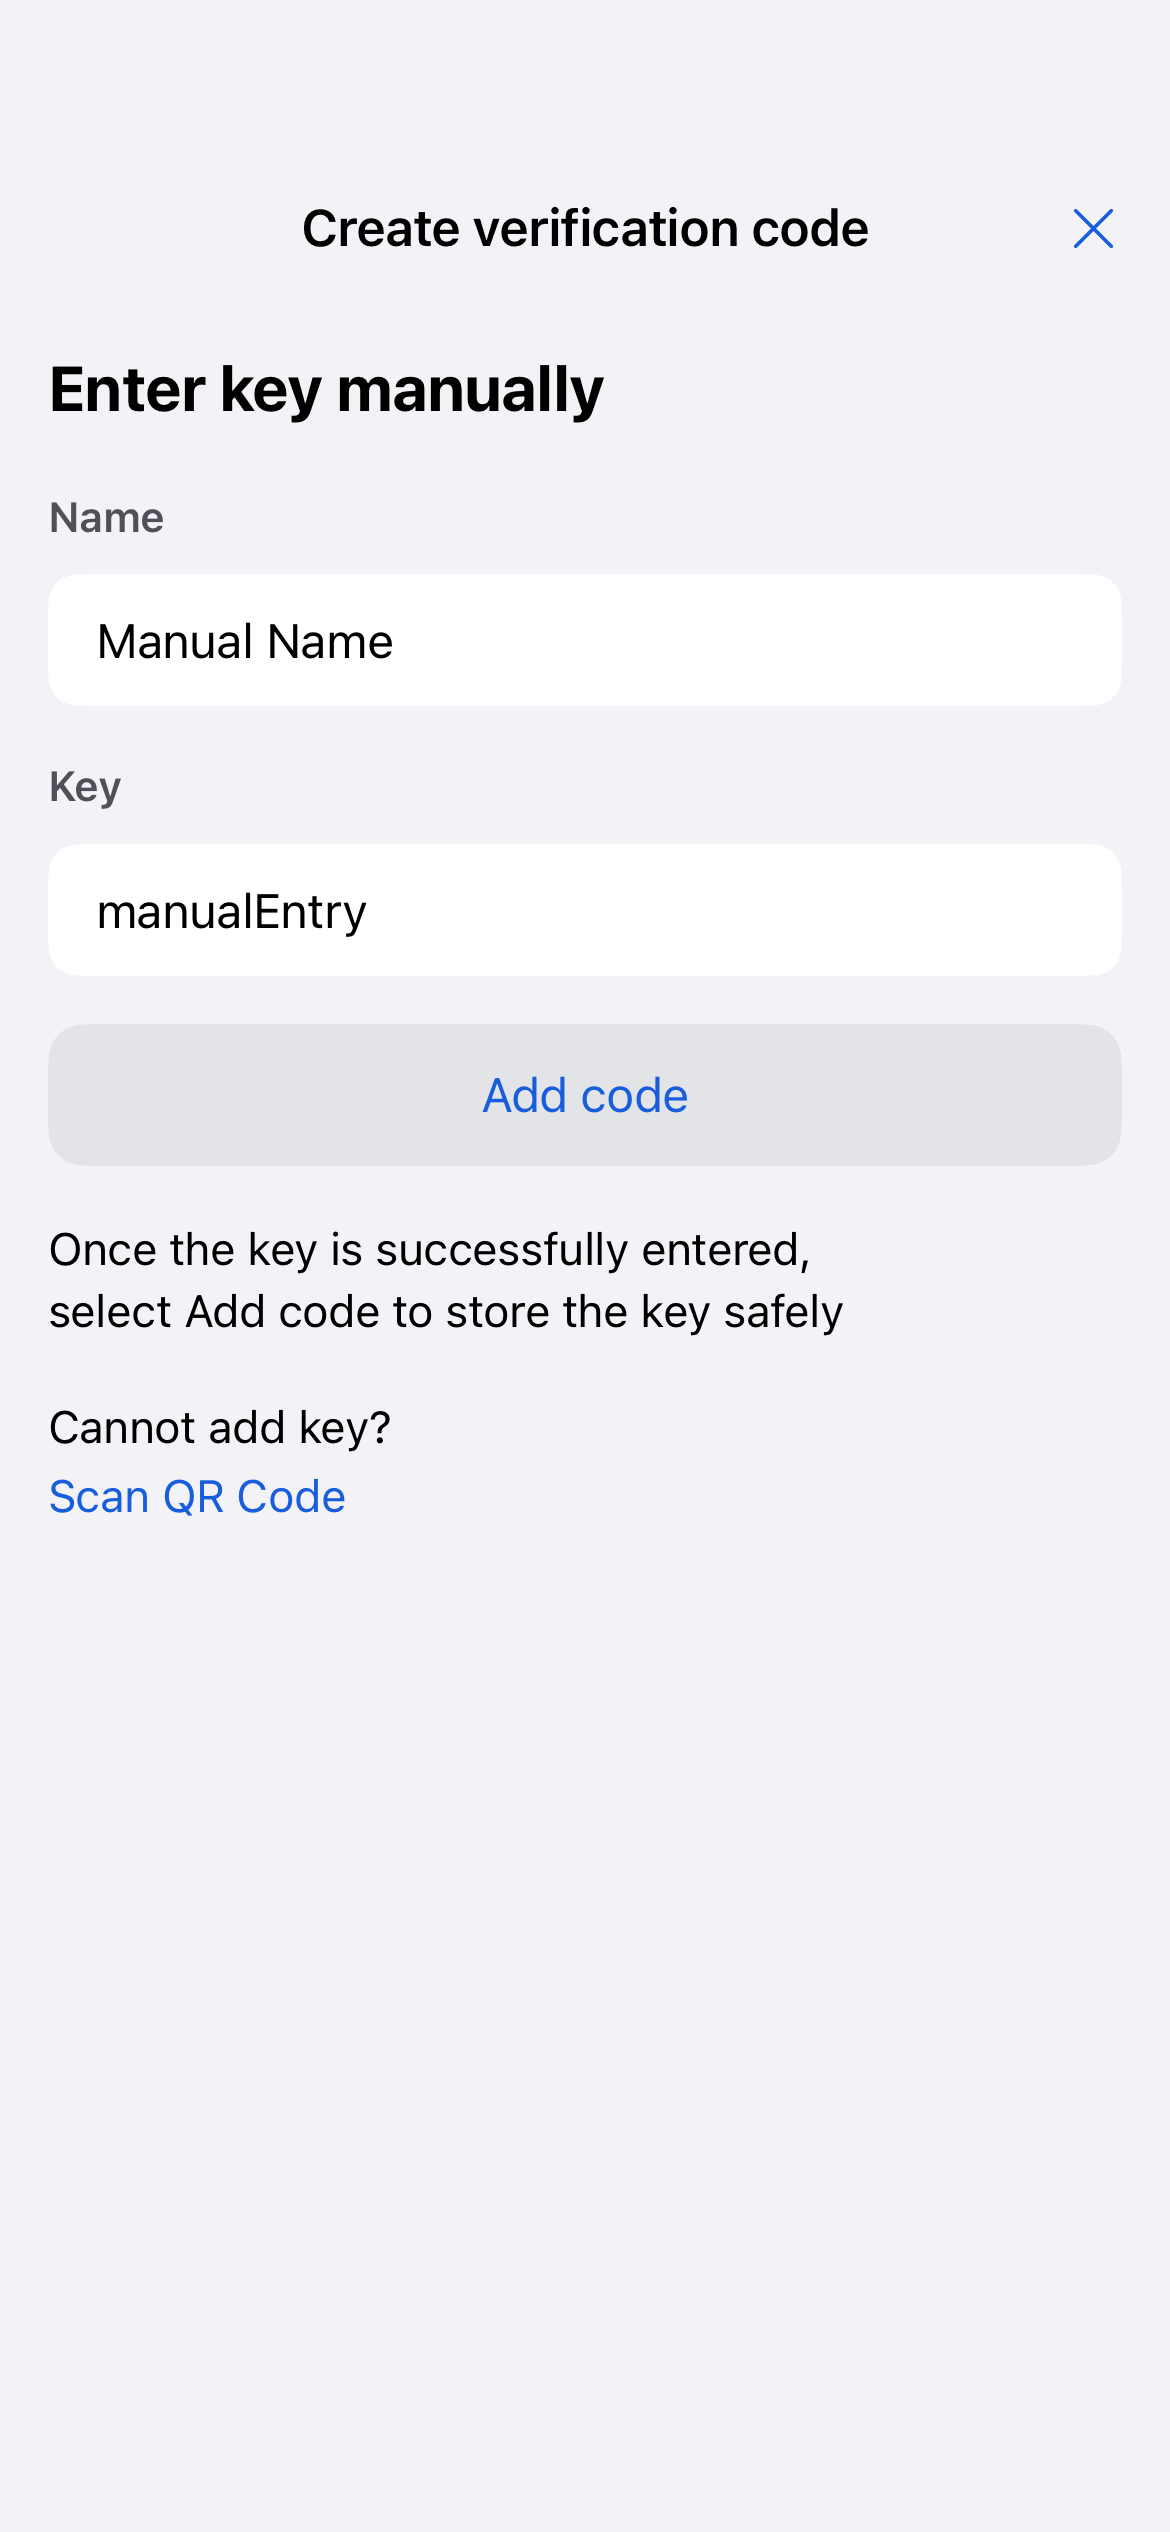 Create verification code
Enter key manually
Name
Manual Name
Key
manualEntry
Add code
Once the key is successfully entered,
select Add code to store the key safely
Cannot add key?
Scan QR Code